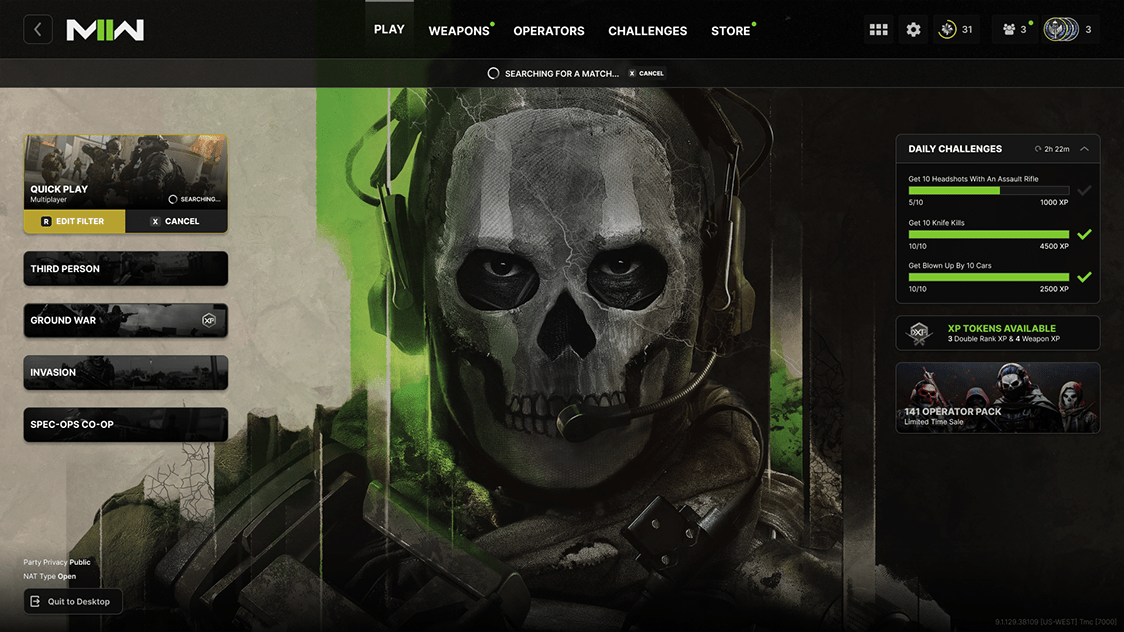 MIIW
PLAY
WEAPONS
OPERATORS
CHALLENGES
STORE
31
3
3
SEARCHING FOR A MATCH...
X CANCEL
QUICK PLAY
Multiplayer
SEARCHING...
R EDIT FILTER
X CANCEL
THIRD PERSON
GROUND WAR
XP
INVASION
SPEC-OPS CO-OP
DAILY CHALLENGES
2h 22m
Get 10 Headshots With An Assault Rifle
5/10
1000 XP
Get 10 Knife Kills
10/10
4500 XP
Get Blown Up By 10 Cars
10/10
2500 XP
XP TOKENS AVAILABLE
3 Double Rank XP & 4 Weapon XP
141 OPERATOR PACK
Limited Time Sale
Party Privacy Public
NAT Type Open
Quit to Desktop
9.1.129.38109 [US-WEST] Tmc [7000]